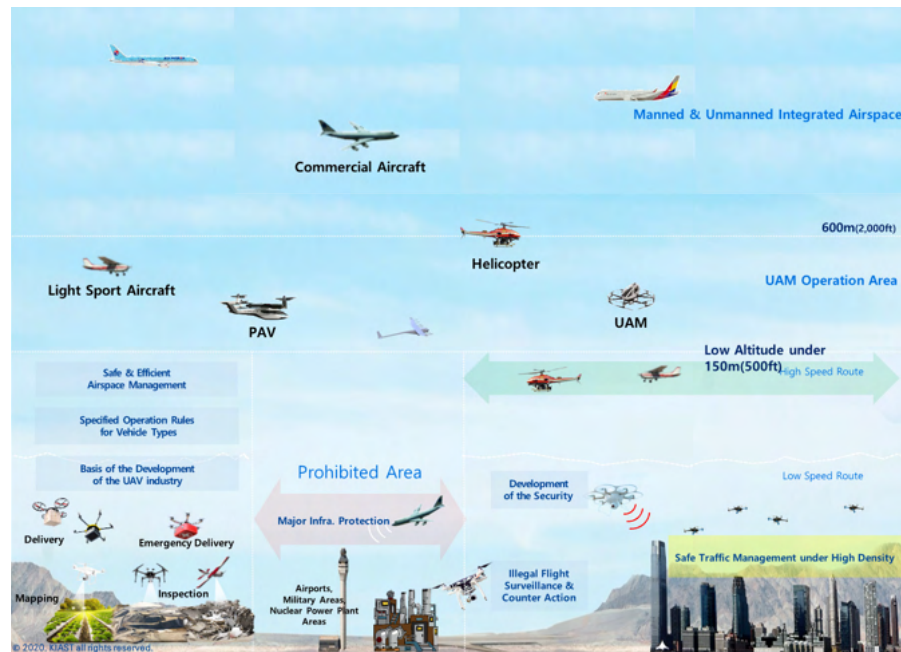 Manned & Unmanned Integrated Airspace
Commercial Aircraft
600m(2,000ft)
Helicopter
Light Sport Aircraft
UAM Operation Area
PAV
UAM
Low Altitude under
150m(500ft)
High Speed Route
Safe & Efficient
Airspace Management
Specified Operation Rules
for Vehicle Types
Basis of the Development
of the UAV industry
Prohibited Area
Development
of the Security
Low Speed Route
Major Infra. Protection
Delivery
Emergency Delivery
Safe Traffic Management under High Density
Mapping
Inspection
Airports,
Military Areas,
Nuclear Power Plant
Areas
Illegal Flight
Surveillance &
Counter Action
© 2020. KIAST all rights reserved.